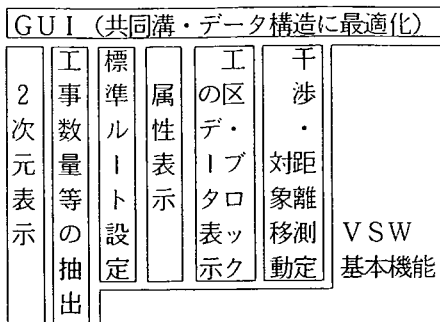 GUI(共同溝・データ構造に最適化)
2次元表示
工事数量等の抽出
標準ルート設定
属性表示
工区・ブロック
のデータ表示
干渉・
距離測定
対象移動
VSW
基本機能